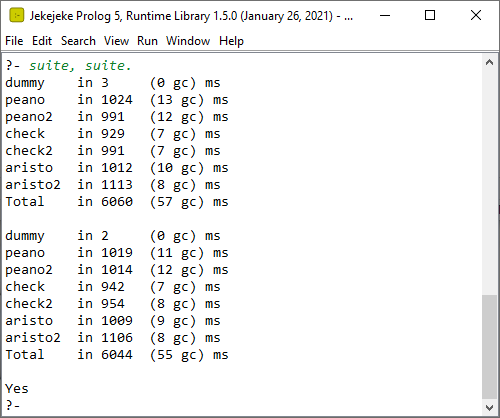 Jekejeke Prolog 5, Runtime Library 1.5.0 (January 26, 2021) - ...
File Edit Search Debug View Run Window Help
?- suite, suite.
dummy in 3 (0 gc) ms
peano in 1024 (13 gc) ms
peano2 in 991 (12 gc) ms
check in 929 (7 gc) ms
check2 in 991 (7 gc) ms
aristo in 1012 (10 gc) ms
aristo2 in 1113 (8 gc) ms
Total in 6060 (57 gc) ms
dummy in 2 (0 gc) ms
peano in 1019 (11 gc) ms
peano2 in 1014 (12 gc) ms
check in 942 (7 gc) ms
check2 in 954 (8 gc) ms
aristo in 1009 (9 gc) ms
aristo2 in 1106 (8 gc) ms
Total in 6044 (55 gc) ms
Yes
?-